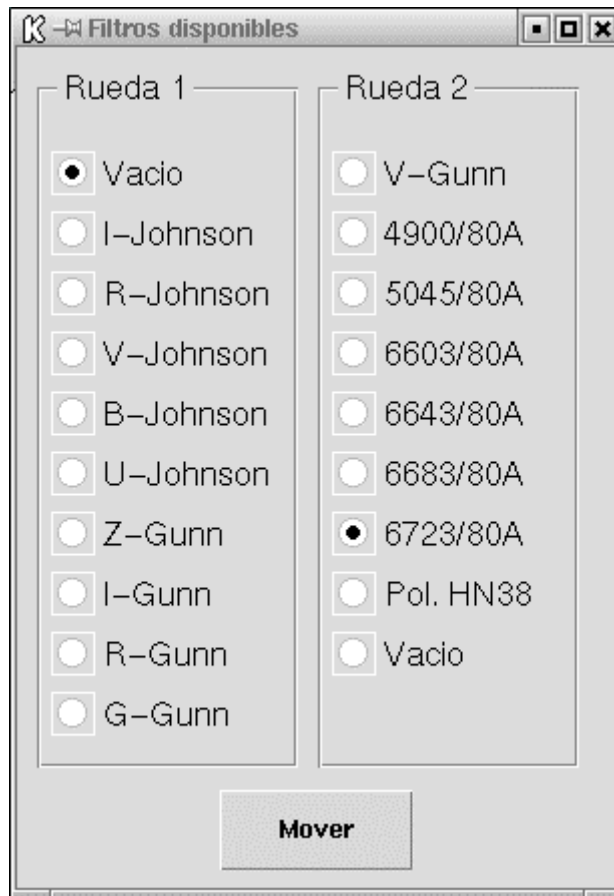 Filtros disponibles
Rueda 1
Vacio
I-Johnson
R-Johnson
V-Johnson
B-Johnson
U-Johnson
Z-Gunn
I-Gunn
R-Gunn
G-Gunn
Rueda 2
V-Gunn
4900/80A
5045/80A
6603/80A
6643/80A
6683/80A
6723/80A
Pol. HN38
Vacio
Mover